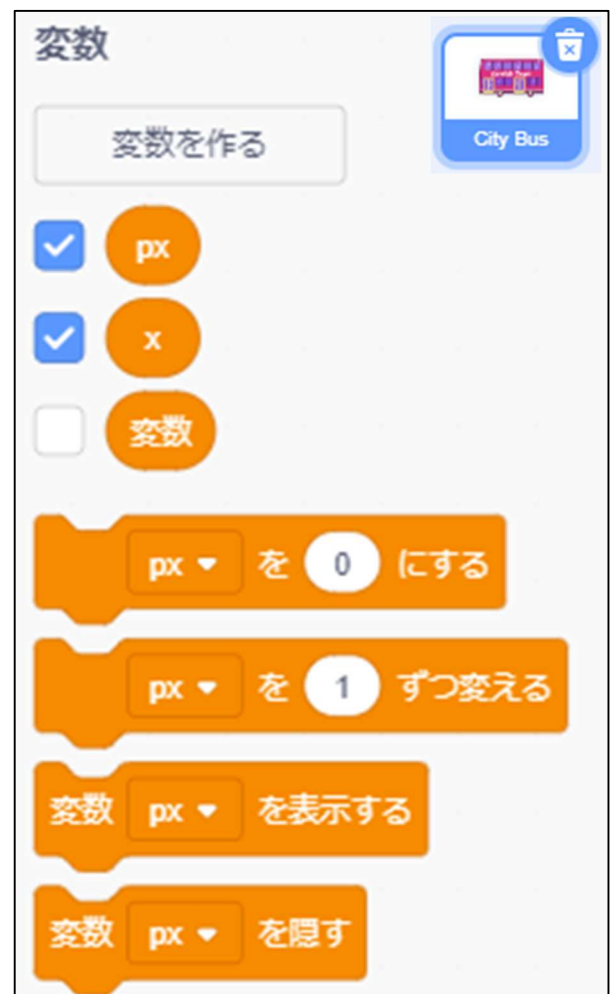 変数
City Bus
変数を作る
px
x
変数
px を 0 にする
px を 1 ずつ変える
変数 px を表示する
変数 px を隠す